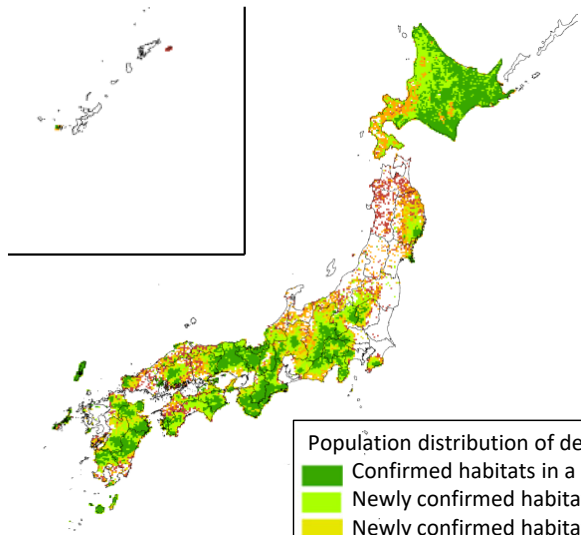 Population distribution of de
Confirmed habitats in a
Newly confirmed habita
Newly confirmed habita